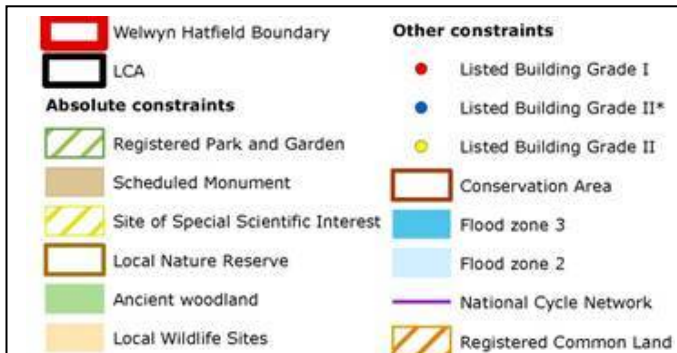 Welwyn Hatfield Boundary
LCA
Absolute constraints
Registered Park and Garden
Scheduled Monument
Site of Special Scientific Interest
Local Nature Reserve
Ancient woodland
Local Wildlife Sites
Other constraints
Listed Building Grade I
Listed Building Grade II*
Listed Building Grade II
Conservation Area
Flood zone 3
Flood zone 2
National Cycle Network
Registered Common Land